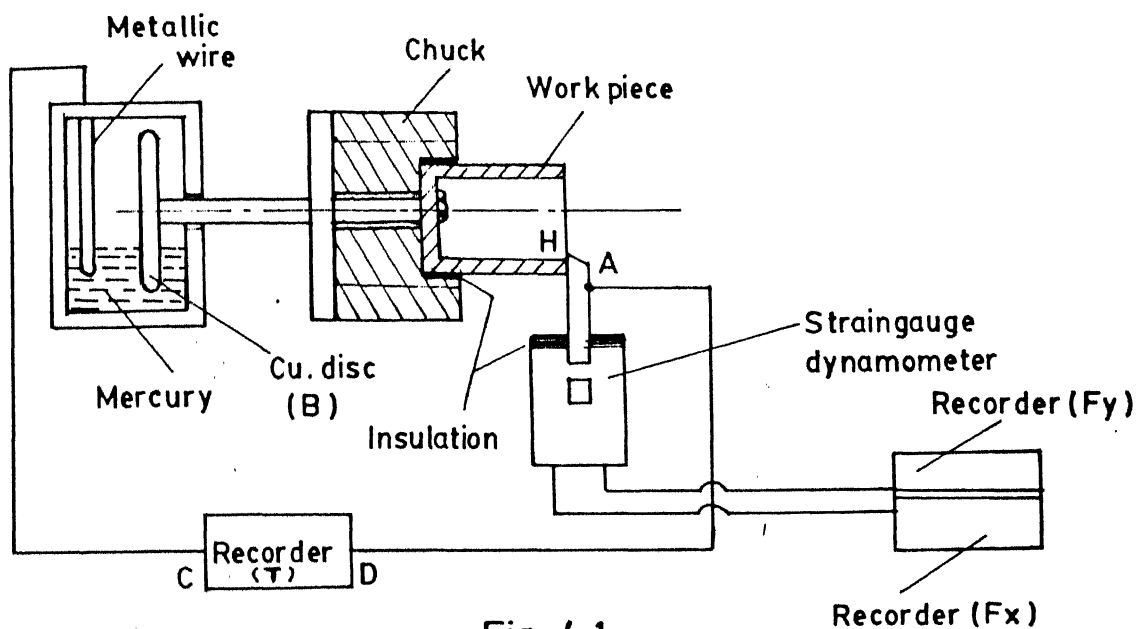 Metallic
wire
Chuck
Work piece
H
A
Straingauge
dynamometer
Cu. disc
(B)
Mercury
Insulation
Recorder (Fy)
Recorder
(T)
C
D
Recorder (Fx)